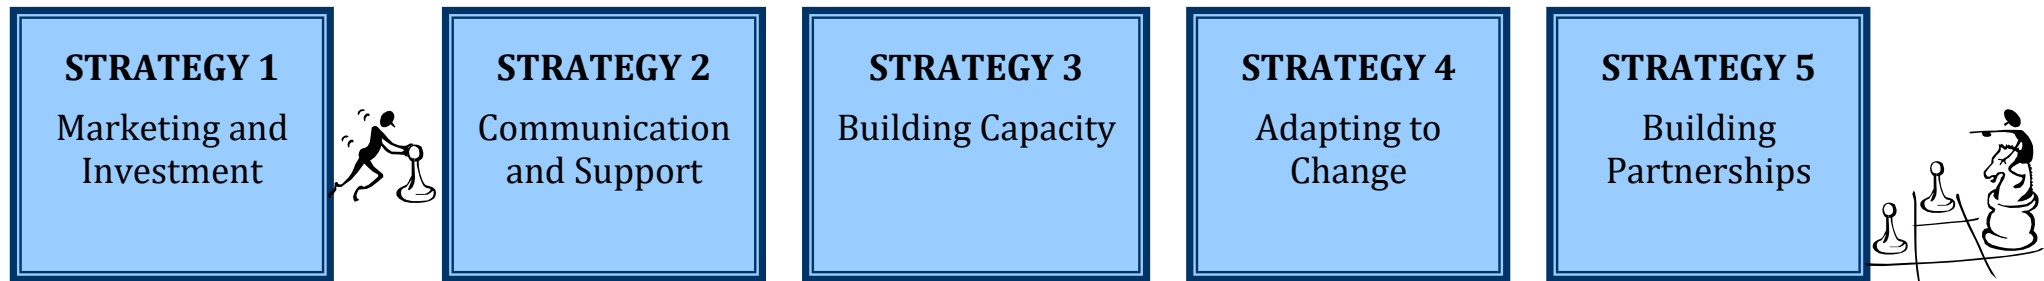 STRATEGY 1
Marketing and
Investment
STRATEGY 2
Communication
and Support
STRATEGY 3
Building Capacity
STRATEGY 4
Adapting to
Change
STRATEGY 5
Building
Partnerships